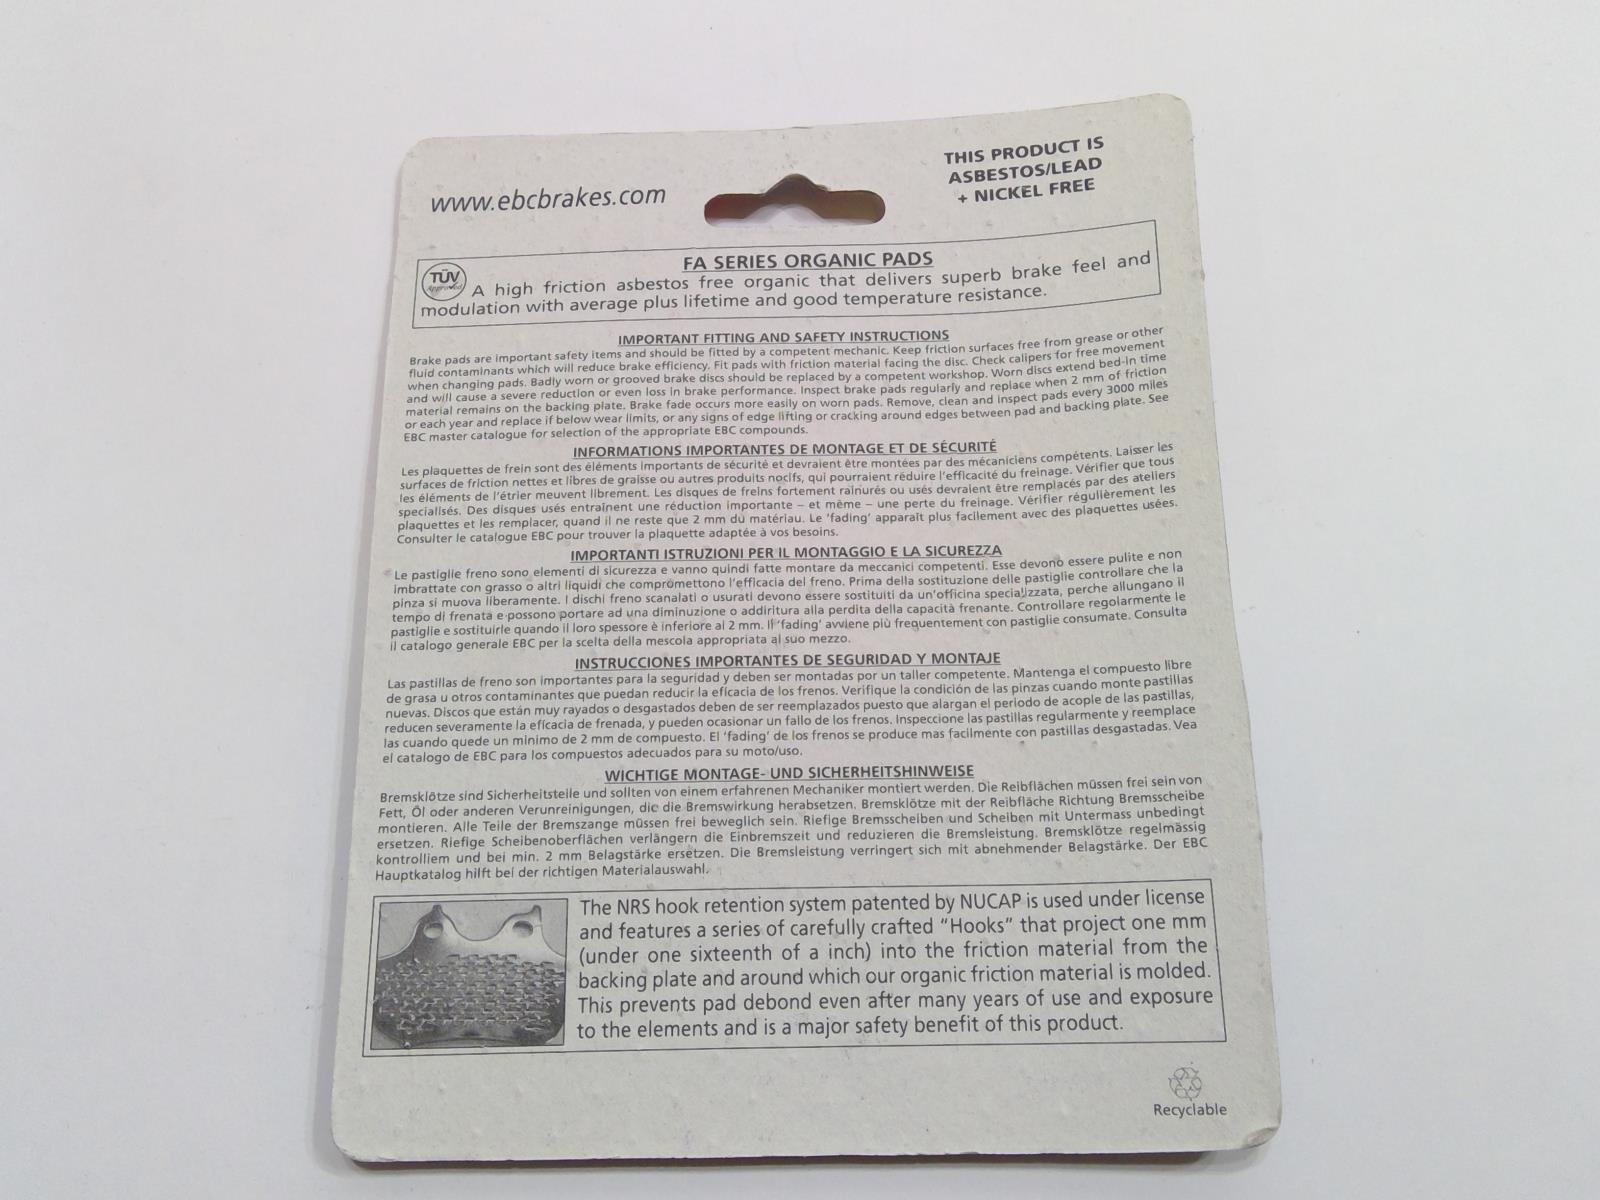 www.ebcbrakes.com
THIS PRODUCT IS
ASBESTOS/LEAD
+ NICKEL FREE
FA SERIES ORGANIC PADS
TÜV
Approved
A high friction asbestos free organic that delivers superb brake feel and
modulation with average plus lifetime and good temperature resistance.
IMPORTANT FITTING AND SAFETY INSTRUCTIONS
Brake pads are important safety items and should be fitted by a competent mechanic. Keep friction surfaces free from grease or other
fluid contaminants which will reduce brake efficiency. Fit pads with friction material facing the disc. Check calipers for free movement
when changing pads. Badly worn or grooved brake discs should be replaced by a competent workshop. Worn discs extend bed-in time
and will cause a severe reduction or even loss in brake performance. Inspect brake pads regularly and replace when 2 mm of friction
material remains on the backing plate. Brake fade occurs more easily on worn pads. Remove, clean and inspect pads every 3000 miles
or each year and replace if below wear limits, or any signs of edge lifting or cracking around edges between pad and backing plate. See
EBC master catalogue for selection of the appropriate EBC compounds.
INFORMATIONS IMPORTANTES DE MONTAGE ET DE SÉCURITÉ
Les plaquettes de frein sont des éléments importants de sécurité et devraient être montées par des mécaniciens compétents. Laisser les
surfaces de friction nettes et libres de graisse ou autres produits nocifs, qui pourraient réduire l'efficacité du freinage. Vérifier que tous
les éléments de l'étrier meuvent librement. Les disques de freins fortement rainurés ou usés devraient être remplacés par des ateliers
specialisés. Des disques usés entraînent une réduction importante – et même – une perte du freinage. Vérifier régulièrement les
plaquettes et les remplacer, quand il ne reste que 2 mm du matériau. Le 'fading' apparaît plus facilement avec des plaquettes usées.
Consulter le catalogue EBC pour trouver la plaquette adaptée à vos besoins.
IMPORTANTI ISTRUZIONI PER IL MONTAGGIO E LA SICUREZZA
Le pastiglie freno sono elementi di sicurezza e vanno quindi fatte montare da meccanici competenti. Esse devono essere pulite e non
imbrattate con grasso o altri liquidi che compromettono l'efficacia del freno. Prima della sostituzione delle pastiglie controllare che la
pinza si muova liberamente. I dischi freno scanalati o usurati devono essere sostituiti da un'officina specializzata, perche allungano il
tempo di frenata e possono portare ad una diminuzione o addiritura alla perdita della capacità frenante. Controllare regolarmente le
pastiglie e sostituirle quando il loro spessore è inferiore ai 2 mm. Il 'fading' avviene più frequentemente con pastiglie consumate. Consulta
il catalogo generale EBC per la scelta della mescola appropriata al suo mezzo.
INSTRUCCIONES IMPORTANTES DE SEGURIDAD Y MONTAJE
Las pastillas de freno son importantes para la seguridad y deben ser montadas por un taller competente. Mantenga el compuesto libre
de grasa u otros contaminantes que puedan reducir la eficacia de los frenos. Verifique la condición de las pinzas cuando monte pastillas
nuevas. Discos que están muy rayados o desgastados deben de ser reemplazados puesto que alargan el periodo de acople de las pastillas,
reducen severamente la eficacia de frenada, y pueden ocasionar un fallo de los frenos. Inspeccione las pastillas regularmente y reemplace
las cuando quede un minimo de 2 mm de compuesto. El 'fading' de los frenos se produce mas facilmente con pastillas desgastadas. Vea
el catalogo de EBC para los compuestos adecuados para su moto/uso.
WICHTIGE MONTAGE- UND SICHERHEITSHINWEISE
Bremsklötze sind Sicherheitsteile und sollten von einem erfahrenen Mechaniker montiert werden. Die Reibflächen müssen frei sein von
Fett, Öl oder anderen Verunreinigungen, die die Bremswirkung herabsetzen. Bremsklötze mit der Reibfläche Richtung Bremsscheibe
montieren. Alle Teile der Bremszange müssen frei beweglich sein. Riefige Bremsscheiben und Scheiben mit Untermass unbedingt
ersetzen. Riefige Scheibenoberflächen verlängern die Einbremszeit und reduzieren die Bremsleistung. Bremsklötze regelmässig
kontrolliem und bei min. 2 mm Belagstärke ersetzen. Die Bremsleistung verringert sich mit abnehmender Belagstärke. Der EBC
Hauptkatalog hilft bei der richtigen Materialauswahl.
The NRS hook retention system patented by NUCAP is used under license
and features a series of carefully crafted "Hooks" that project one mm
(under one sixteenth of a inch) into the friction material from the
backing plate and around which our organic friction material is molded.
This prevents pad debond even after many years of use and exposure
to the elements and is a major safety benefit of this product.
Recyclable